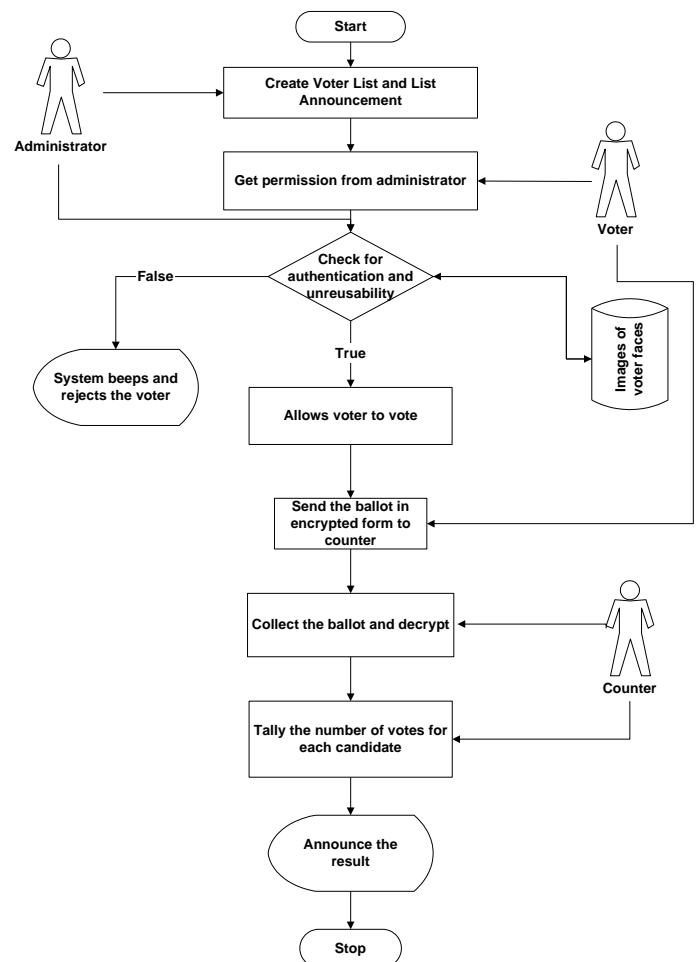 Start
Create Voter List and List
Announcement
Administrator
Get permission from administrator
Voter
Check for
authentication and
unreusability
False
True
Images of
voter faces
System beeps and
rejects the voter
Allows voter to vote
Send the ballot in
encrypted form to
counter
Collect the ballot and decrypt
Counter
Tally the number of votes for
each candidate
Announce the
result
Stop